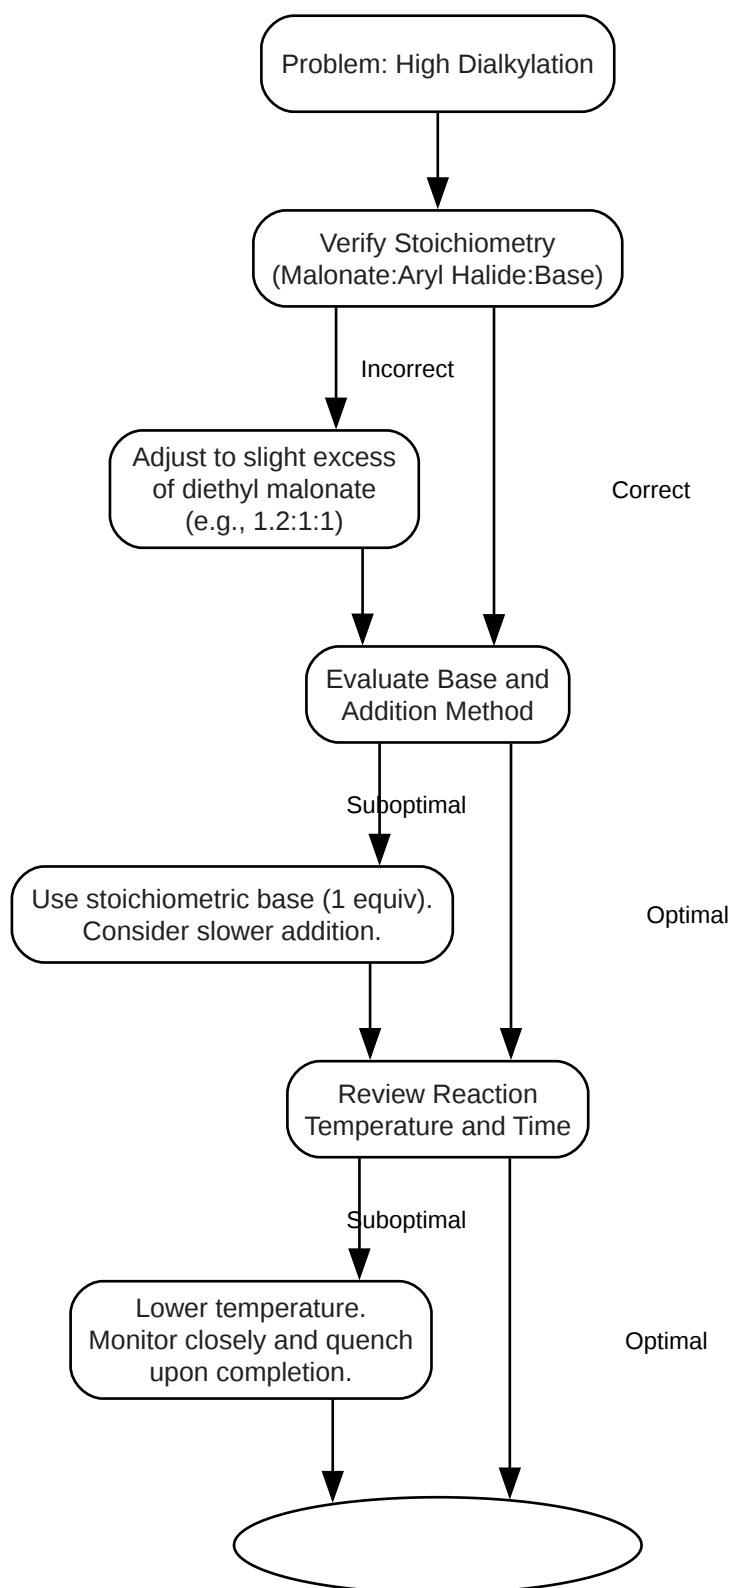 Problem: High Dialkylation
Verify Stoichiometry
(Malonate:Aryl Halide:Base)
Incorrect
Adjust to slight excess
of diethyl malonate
(e.g., 1.2:1:1)
Correct
Evaluate Base and
Addition Method
Suboptimal
Use stoichiometric base (1 equiv).
Consider slower addition.
Optimal
Review Reaction
Temperature and Time
Suboptimal
Lower temperature.
Monitor closely and quench
upon completion.
Optimal